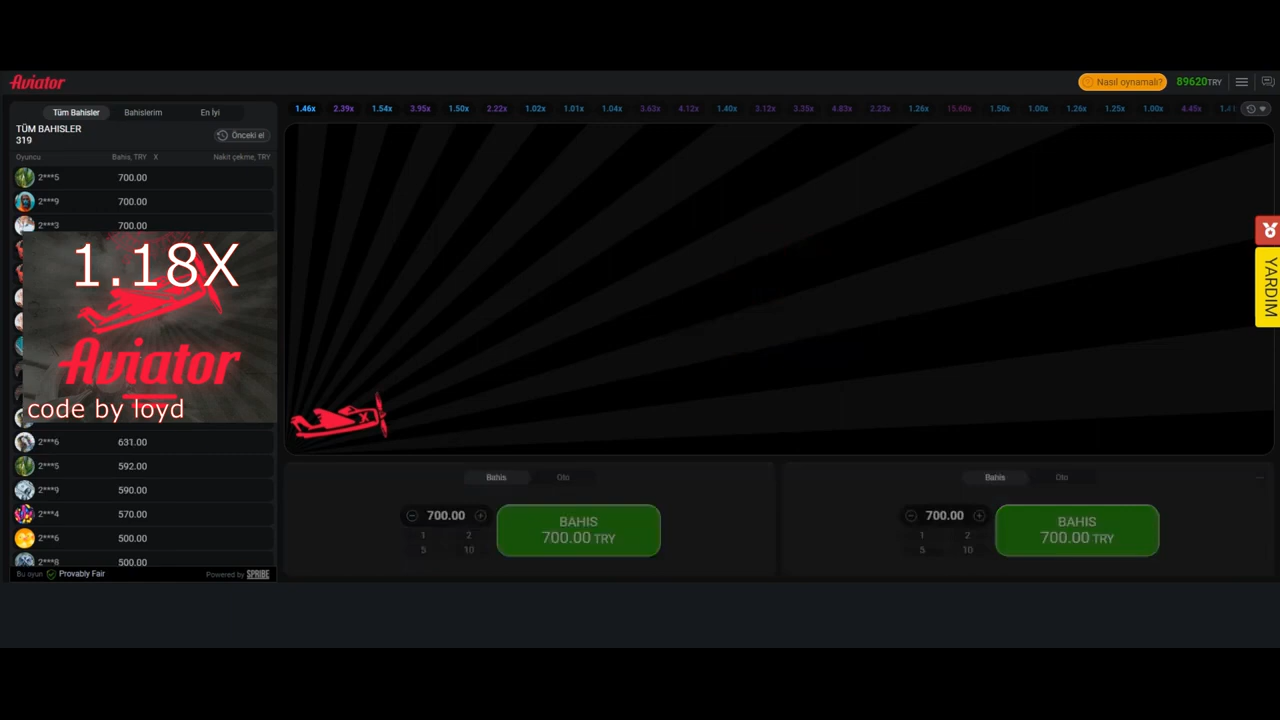 Aviator
Nasıl oynamalı?
89620TRY
Tüm Bahisler Bahislerim En İyi
1.46x 2.39x 1.54x 3.95x 1.50x 2.22x 1.02x 1.01x 1.04x 3.63x 4.12x 1.40x 3.12x 3.35x 4.83x 2.23x 1.26x 15.60x 1.50x 1.00x 1.26x 1.25x 1.00x 4.45x
TÜM BAHISLER
319
Önceki el
Oyuncu Bahis, TRY X Nakit çekme, TRY
2***5 700.00
2***9 700.00
2***3 700.00
1.18X
Aviator
code by loyd
2***6 631.00
2***5 592.00
2***9 590.00
2***4 570.00
2***6 500.00
2***8 500.00
Bu oyun Provably Fair Powered by SPRIBE
YARDIM
Bahis Oto
700.00
1 2
5 10
BAHIS
700.00 TRY
Bahis Oto
700.00
1 2
5 10
BAHIS
700.00 TRY